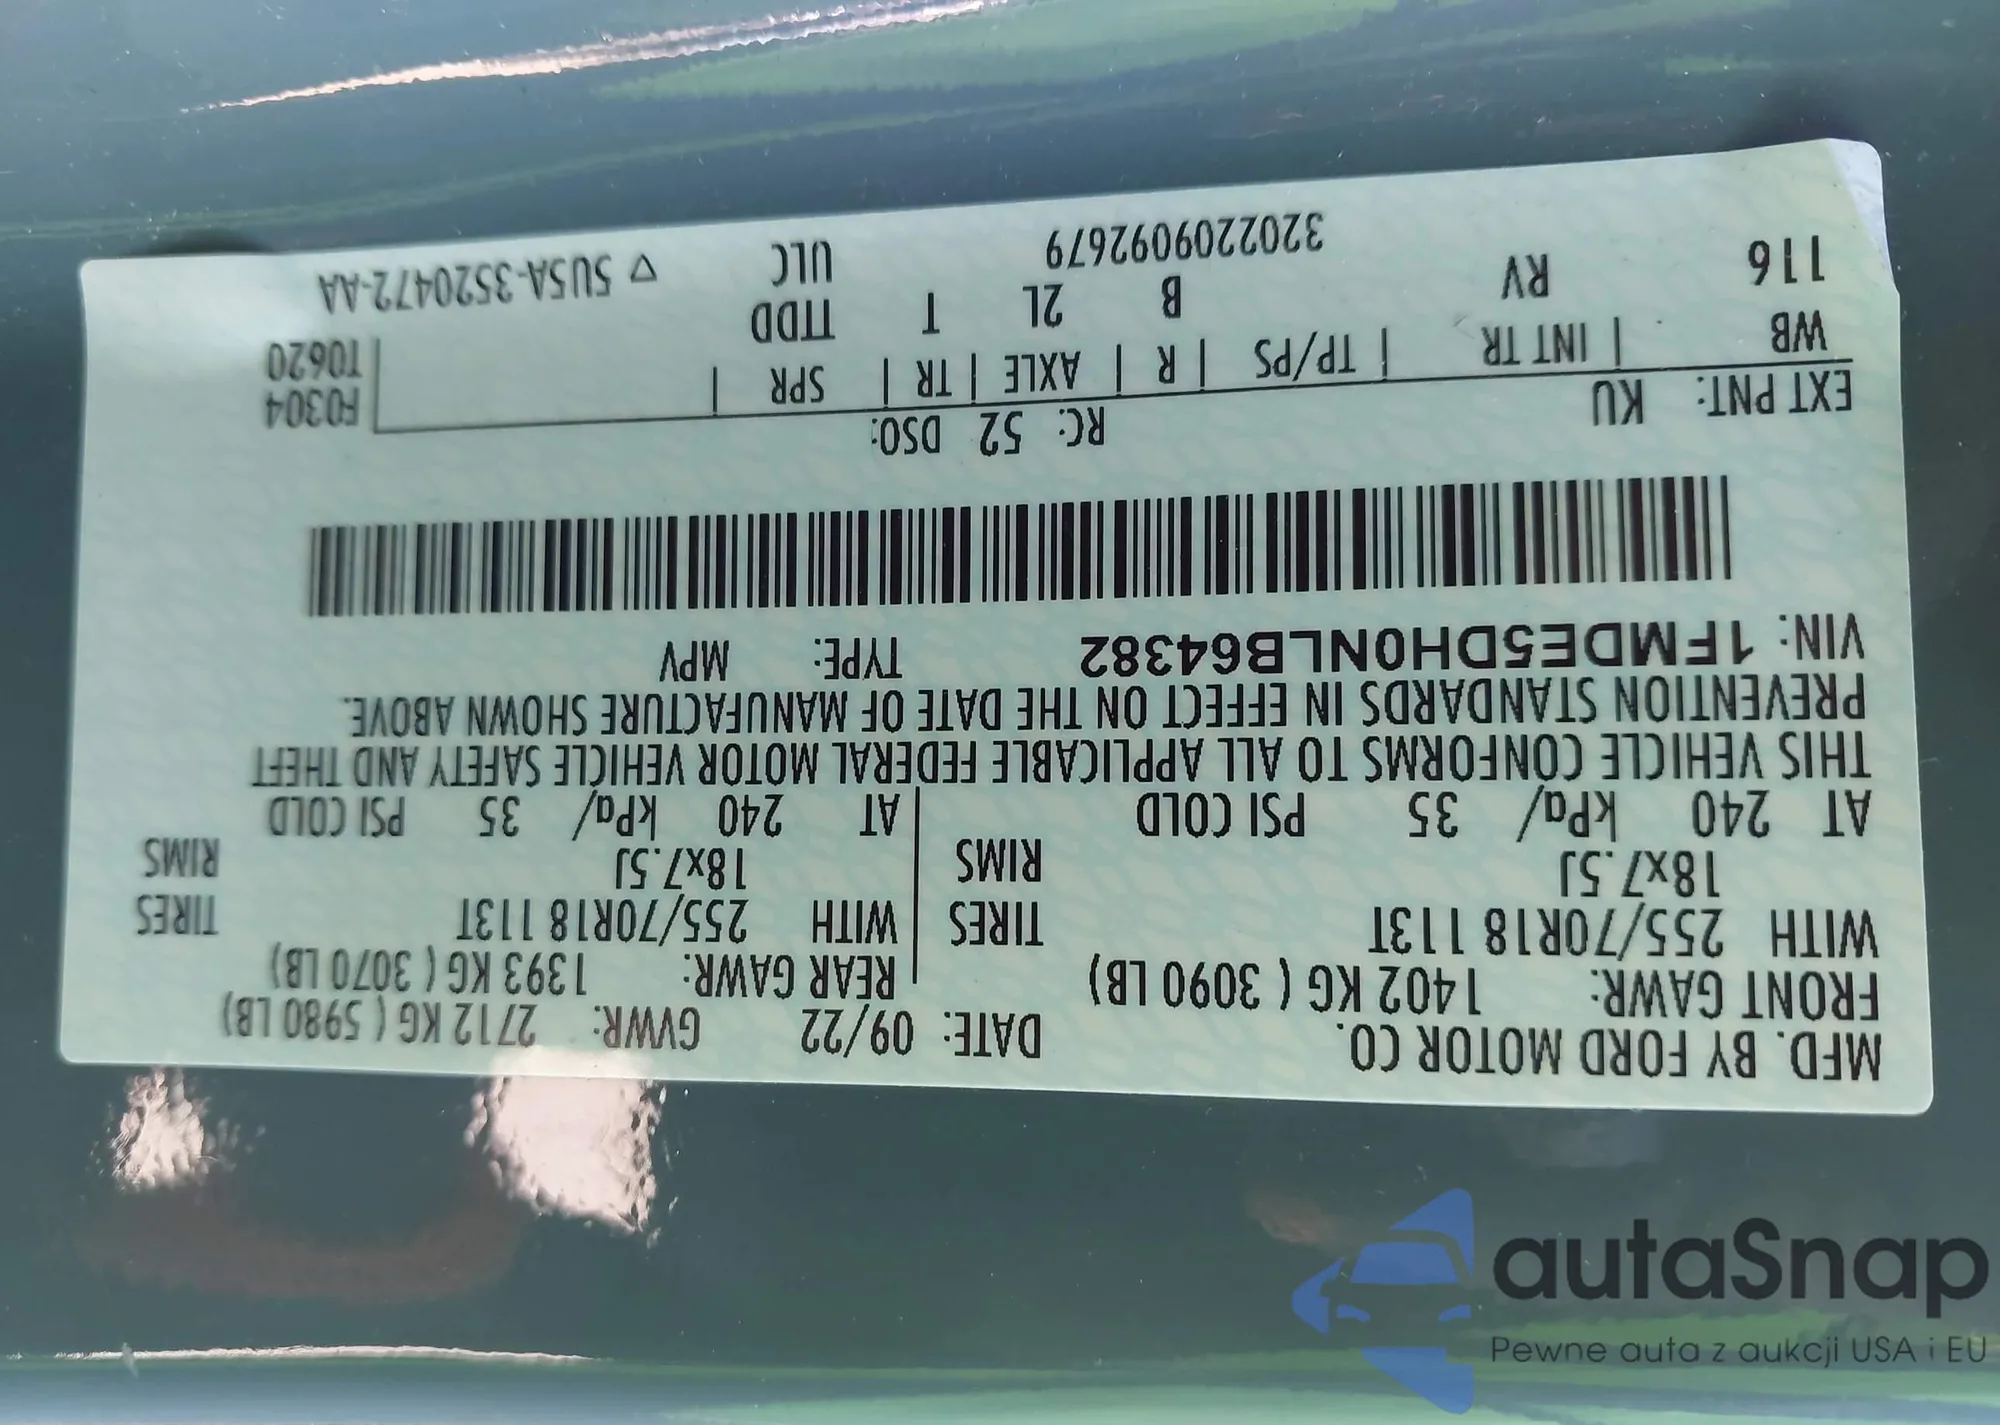 MFD. BY FORD MOTOR CO.
DATE: 09/22 GVWR: 2712 KG ( 5980 LB)
FRONT GAWR: 1402 KG ( 3090 LB) REAR GAWR: 1393 KG ( 3070 LB)
WITH 255/70R18 113T TIRES WITH 255/70R18 113T TIRES
18x7.5J RIMS 18x7.5J RIMS
AT 240 kPa/ 35 PSI COLD AT 240 kPa/ 35 PSI COLD
THIS VEHICLE CONFORMS TO ALL APPLICABLE FEDERAL MOTOR VEHICLE SAFETY AND THEFT
PREVENTION STANDARDS IN EFFECT ON THE DATE OF MANUFACTURE SHOWN ABOVE.
VIN: 1FMDE5DH0NLB64382 TYPE: MPV
EXT PNT: KU RC: 52 DSO: F0304
WB | INT TR | TP/PS | R | AXLE | TR | SPR | T0620
116 RV B 2L T TTDD
320220902679 ULC ▽ 5U5A-3520472-AA
autaSnap
Pewne auta z aukcji USA i EU